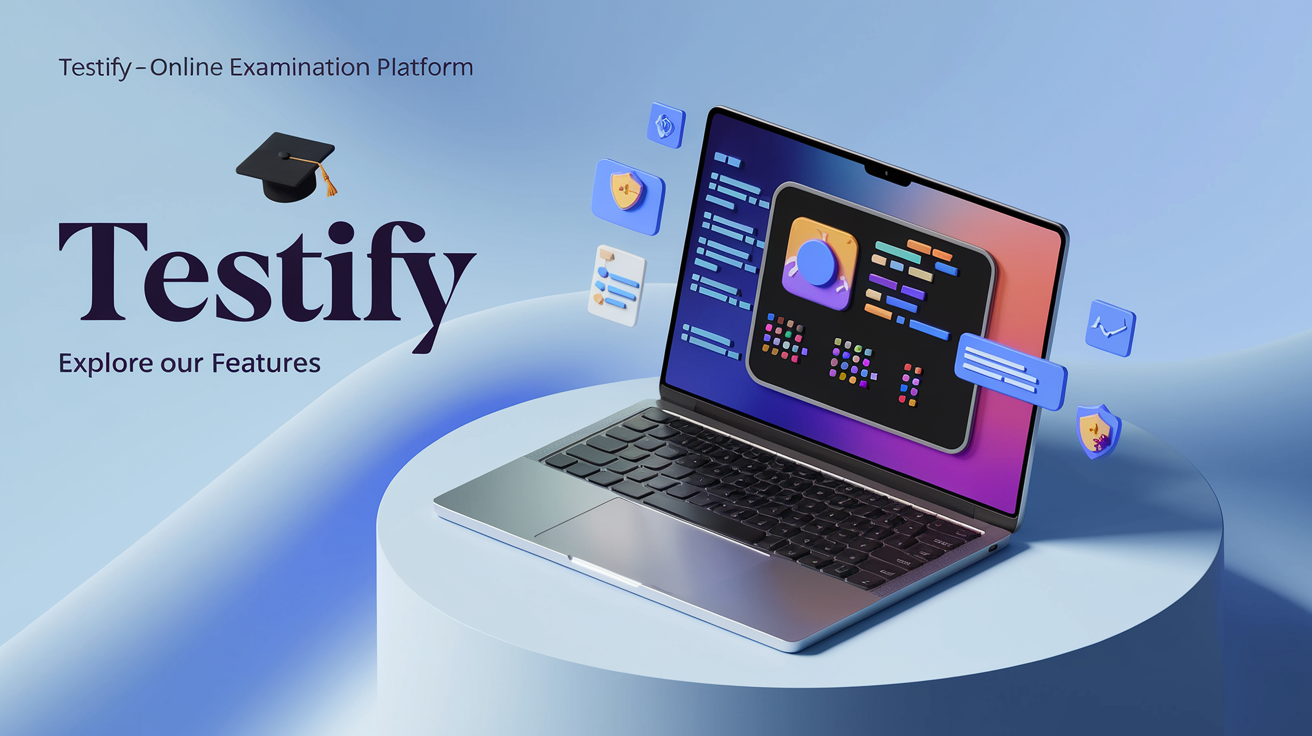 Testify – Online Examination Platform
Testify
Explore our Features